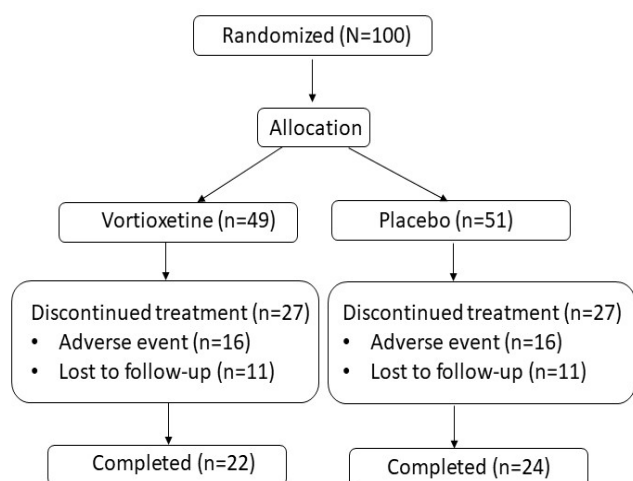 Randomized (N=100)
Allocation
Vortioxetine (n=49)
Placebo (n=51)
Discontinued treatment (n=27)
• Adverse event (n=16)
• Lost to follow-up (n=11)
Discontinued treatment (n=27)
• Adverse event (n=16)
• Lost to follow-up (n=11)
Completed (n=22)
Completed (n=24)